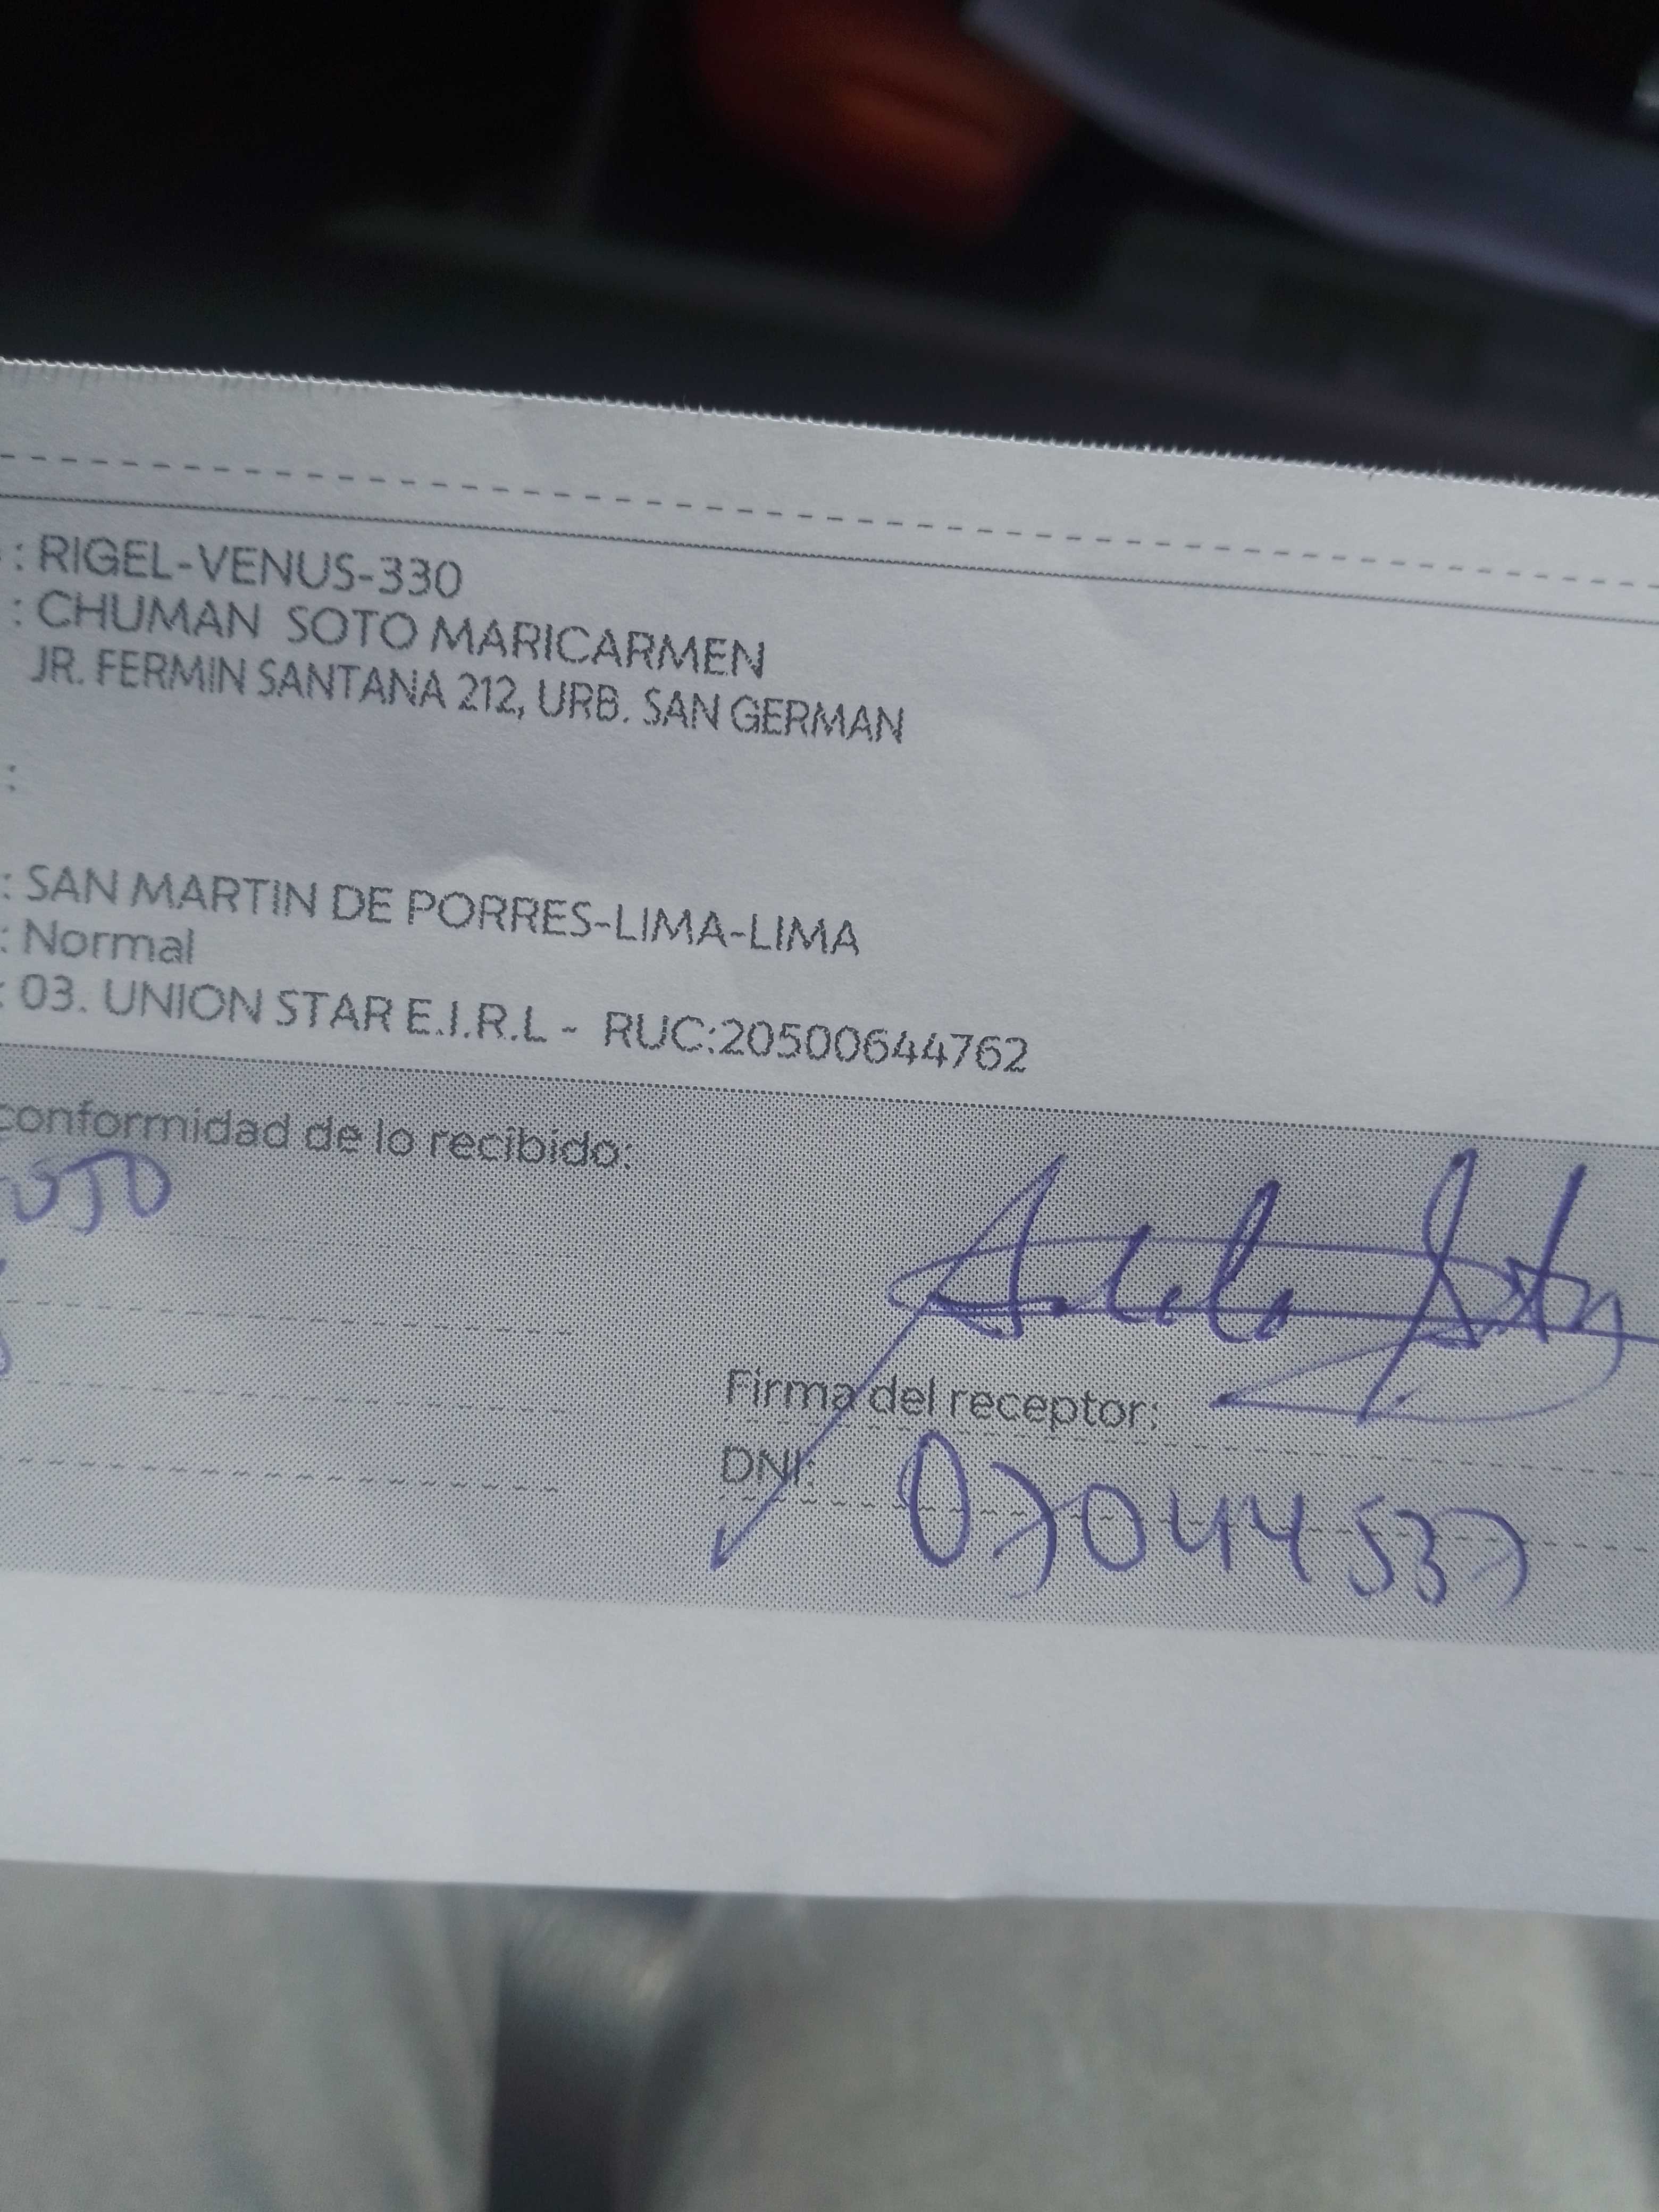 : RIGEL-VENUS-330
: CHUMAN SOTO MARICARMEN
JR. FERMIN SANTANA 212, URB. SAN GERMAN
:
: SAN MARTIN DE PORRES-LIMA-LIMA
: Normal
: 03. UNION STAR E.I.R.L - RUC:20500644762
conformidad de lo recibido:
Firma del receptor:
DNI: 07044537